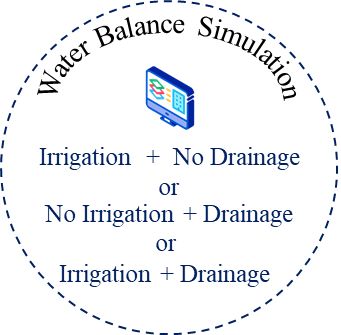 Water Balance Simulation
Irrigation + No Drainage
or
No Irrigation + Drainage
or
Irrigation + Drainage